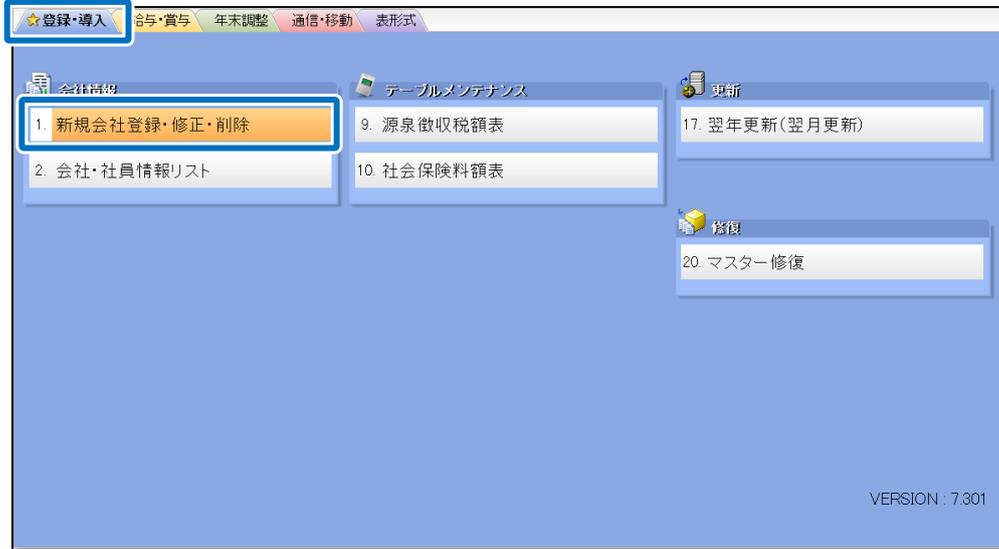 登録・導入 給与・賞与 年末調整 通信・移動 表形式
会社情報
1. 新規会社登録・修正・削除
2. 会社・社員情報リスト
テーブルメンテナンス
9. 源泉徴収税額表
10. 社会保険料額表
更新
17. 翌年更新(翌月更新)
修復
20. マスター修復
VERSION : 7.301